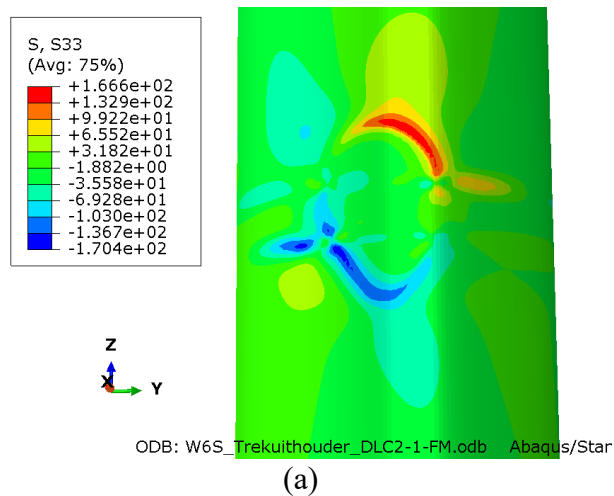 S, S33
(Avg: 75%)
+1.666e+02
+1.329e+02
+9.922e+01
+6.552e+01
+3.182e+01
-1.882e+00
-3.558e+01
-6.928e+01
-1.030e+02
-1.367e+02
-1.704e+02
Z
X
Y
ODB: W6S_Trekuithouder_DLC2-1-FM.odb Abaqus/Stan
(a)